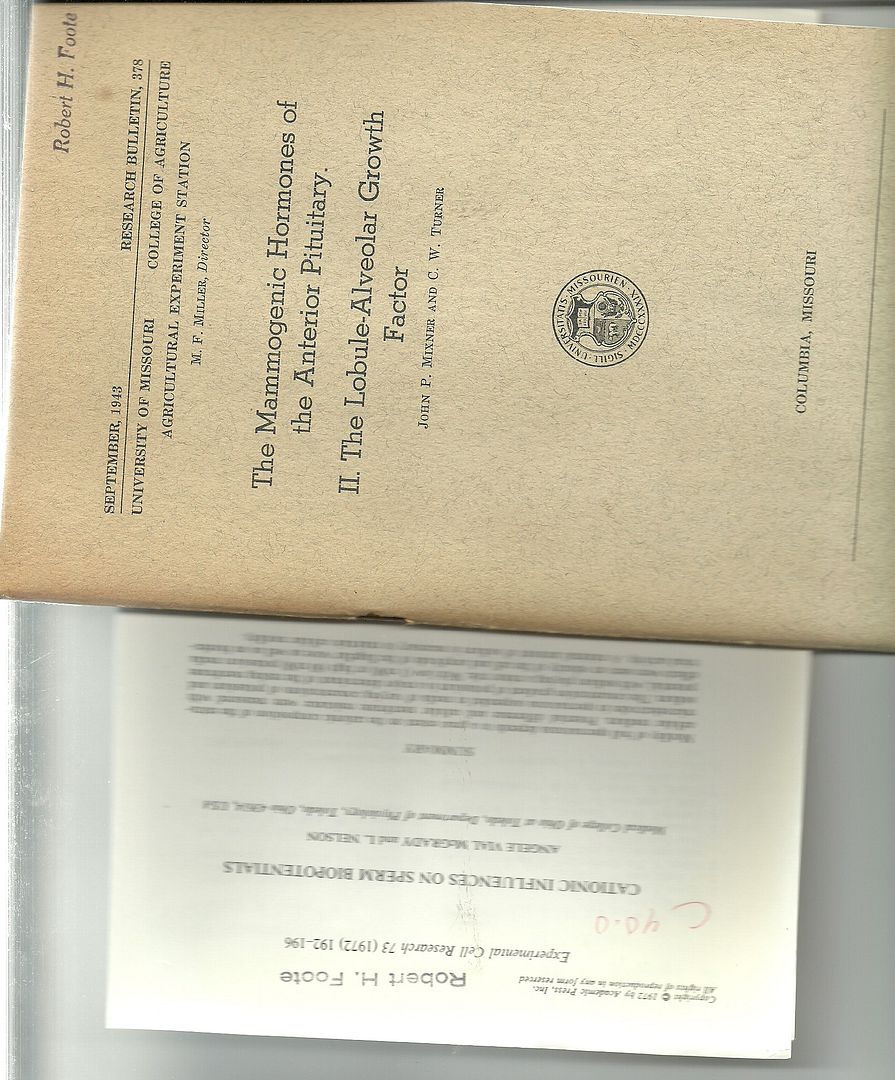 Robert H. Foote
SEPTEMBER, 1943 RESEARCH BULLETIN, 378
UNIVERSITY OF MISSOURI COLLEGE OF AGRICULTURE
AGRICULTURAL EXPERIMENT STATION
M. F. MILLER, Director
The Mammogenic Hormones of
the Anterior Pituitary.
II. The Lobule-Alveolar Growth
Factor
JOHN P. MIXNER AND C. W. TURNER
SIGILL · UNIVERSITATIS · MISSOURIEN · MDCCCXXXIX
COLUMBIA, MISSOURI
Copyright © 1972 by Academic Press, Inc.
All rights of reproduction in any form reserved
Robert H. Foote
Experimental Cell Research 73 (1972) 192-196
C 40.0
CATIONIC INFLUENCES ON SPERM BIOPOTENTIALS
ANGELE VIAL McGRADY and L. NELSON
Medical College of Ohio at Toledo, Department of Physiology, Toledo, Ohio 43614, USA
SUMMARY